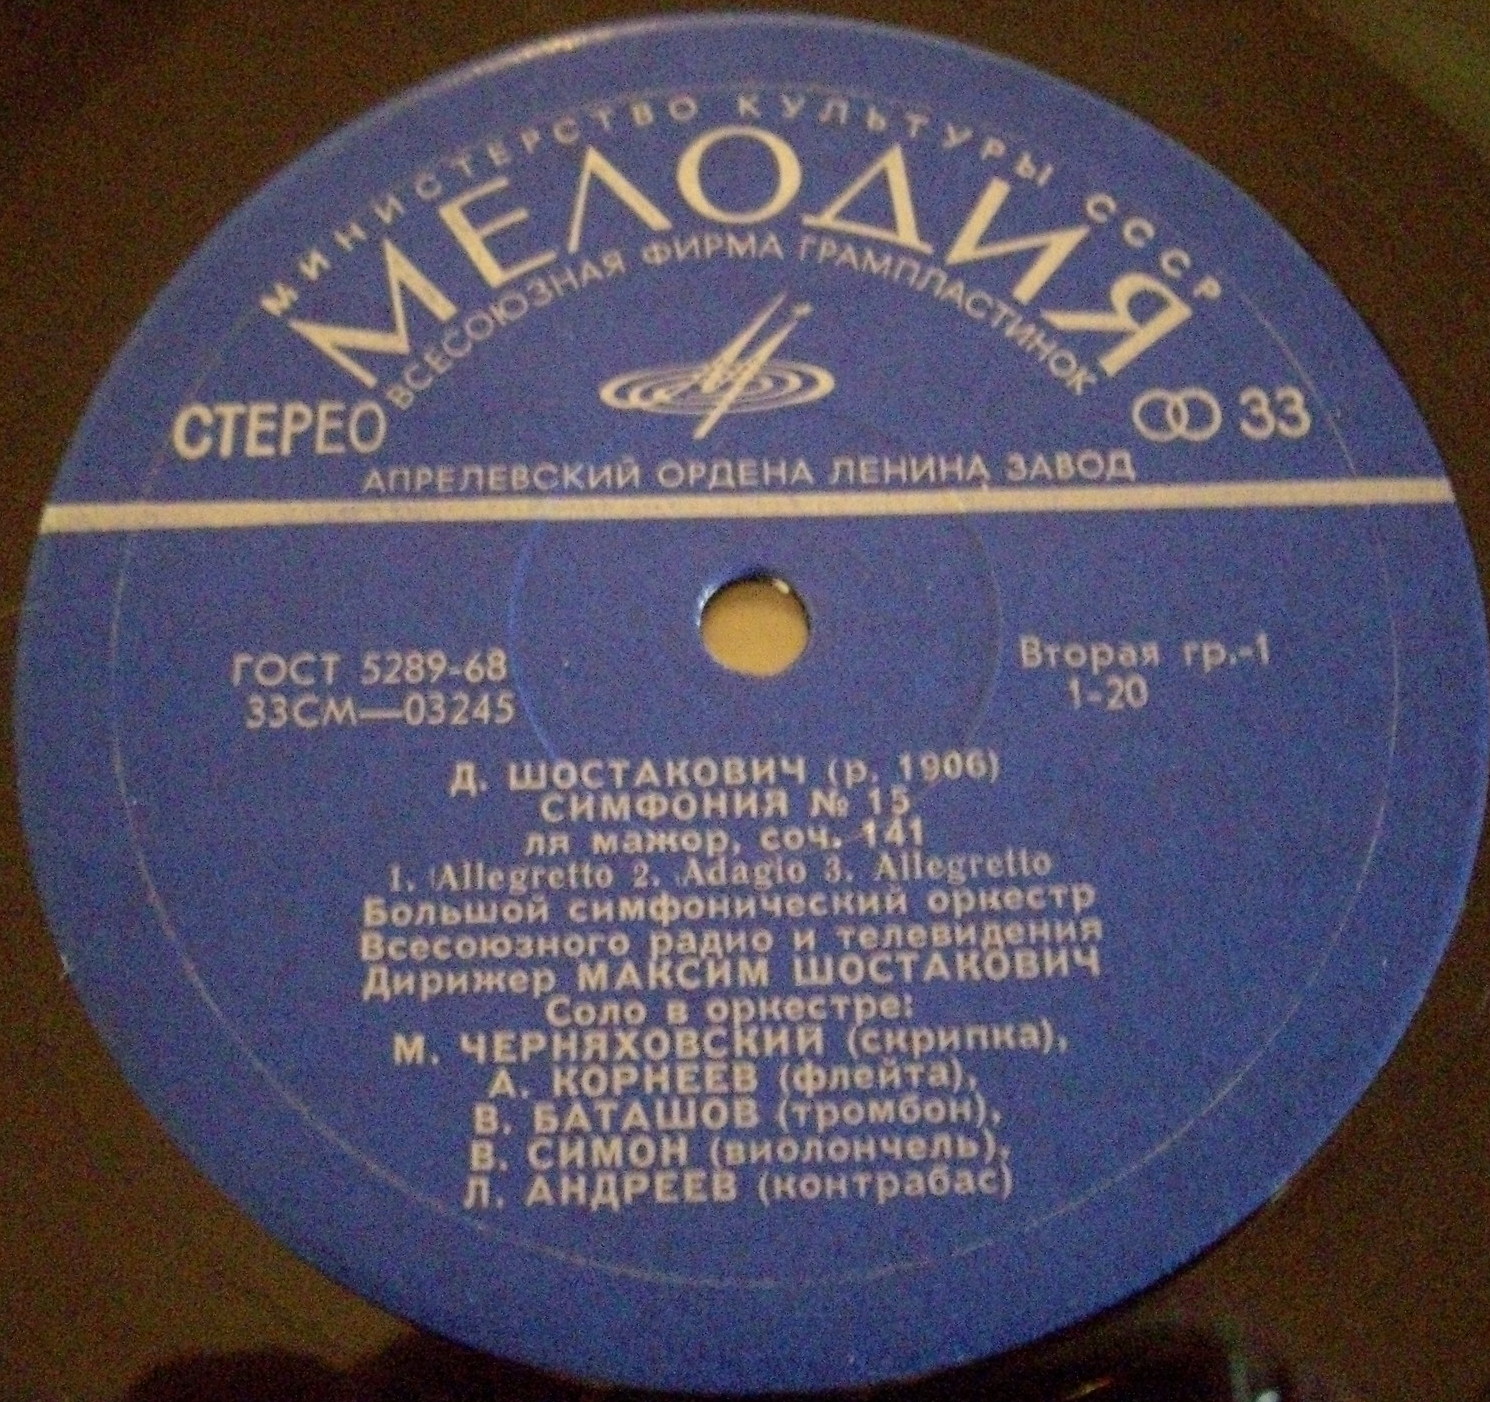 МИНИСТЕРСТВО КУЛЬТУРЫ СССР
МЕЛОДИЯ
ВСЕСОЮЗНАЯ ФИРМА ГРАМПЛАСТИНОК
СТЕРЕО
33
АПРЕЛЕВСКИЙ ОРДЕНА ЛЕНИНА ЗАВОД
ГОСТ 5289-68
33СМ—03245
Вторая гр.-1
1-20
Д. ШОСТАКОВИЧ (р. 1906)
СИМФОНИЯ № 15
ля мажор, соч. 141
1. Allegretto 2. Adagio 3. Allegretto
Большой симфонический оркестр
Всесоюзного радио и телевидения
Дирижер МАКСИМ ШОСТАКОВИЧ
Соло в оркестре:
М. ЧЕРНЯХОВСКИЙ (скрипка),
А. КОРНЕЕВ (флейта),
В. БАТАШОВ (тромбон),
В. СИМОН (виолончель),
Л. АНДРЕЕВ (контрабас)